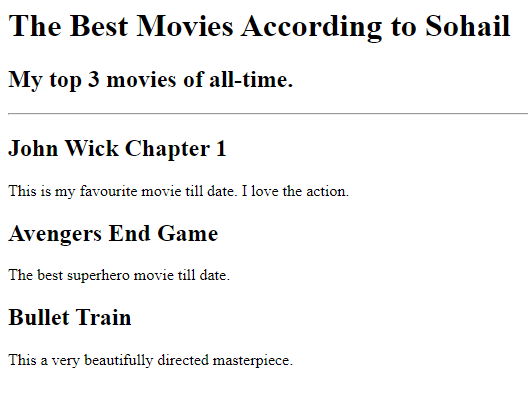 The Best Movies According to Sohail
My top 3 movies of all-time.
John Wick Chapter 1
This is my favourite movie till date. I love the action.
Avengers End Game
The best superhero movie till date.
Bullet Train
This a very beautifully directed masterpiece.